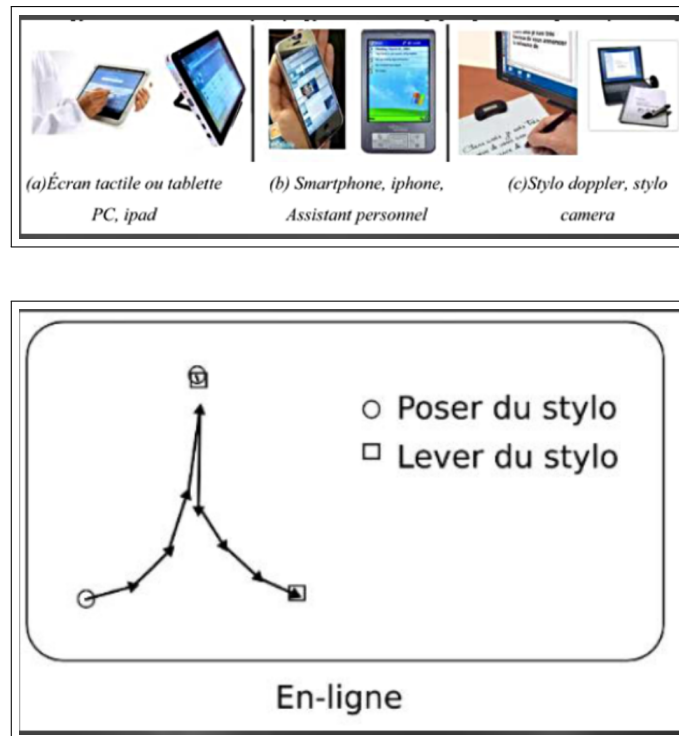 (a)Écran tactile ou tablette
PC, ipad
(b) Smartphone, iphone,
Assistant personnel
(c)Stylo doppler, stylo
camera
Poser du stylo
Lever du stylo
En-ligne